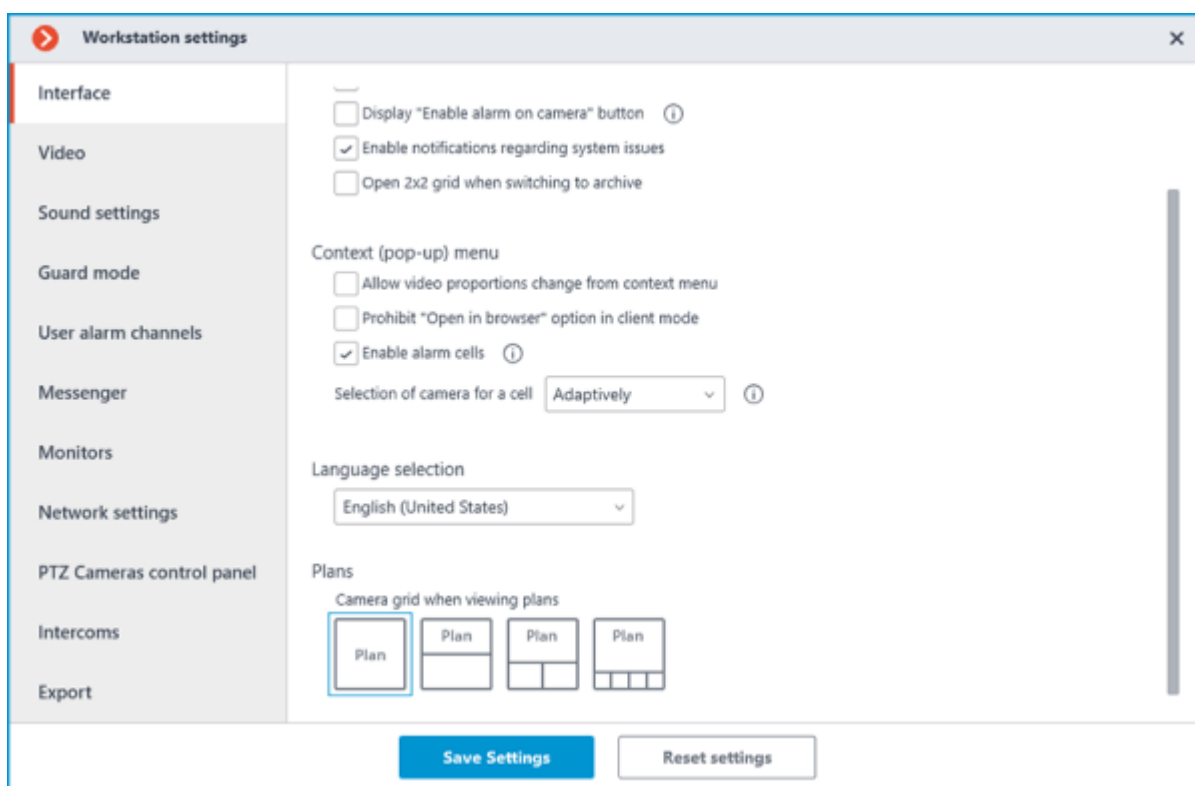 Workstation settings
Interface
Video
Sound settings
Guard mode
User alarm channels
Messenger
Monitors
Network settings
PTZ Cameras control panel
Intercoms
Export
Display "Enable alarm on camera" button
Enable notifications regarding system issues
Open 2x2 grid when switching to archive
Context (pop-up) menu
Allow video proportions change from context menu
Prohibit "Open in browser" option in client mode
Enable alarm cells
Selection of camera for a cell Adaptively
Language selection
English (United States)
Plans
Camera grid when viewing plans
Plan Plan Plan Plan
Save Settings Reset settings